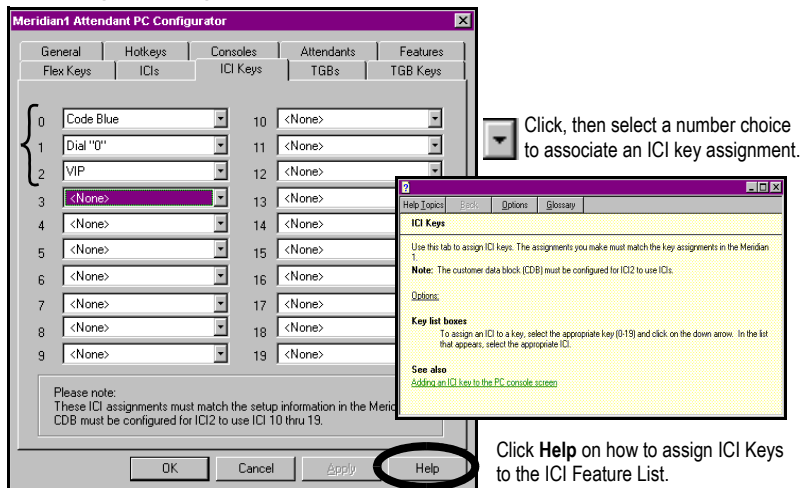 Meridian1 Attendant PC Configurator
General Hotkeys Consoles Attendants Features
Flex Keys ICIs ICI Keys TGBs TGB Keys
0 Code Blue 10 <None>
1 Dial "0" 11 <None>
2 VIP 12 <None>
3 <None> 13 <None>
4 <None> 14 <None>
5 <None> 15 <None>
6 <None> 16 <None>
7 <None> 17 <None>
8 <None> 18 <None>
9 <None> 19 <None>
Please note:
These ICI assignments must match the setup information in the
CDB must be configured for ICI2 to use ICI 10 thru 19.
OK Cancel Apply Help
Click, then select a number choice
to associate an ICI key assignment.
?
Help Topics Back Options Glossary
ICI Keys
Use this tab to assign ICI keys. The assignments you make must match the key assignments in the Meridian
1.
Note: The customer data block (CDB) must be configured for ICI2 to use ICIs.
Options:
Key list boxes
To assign an ICI to a key, select the appropriate key (0-19) and click on the down arrow. In the list
that appears, select the appropriate ICI.
See also
Adding an ICI key to the PC console screen
Click Help on how to assign ICI Keys
to the ICI Feature List.